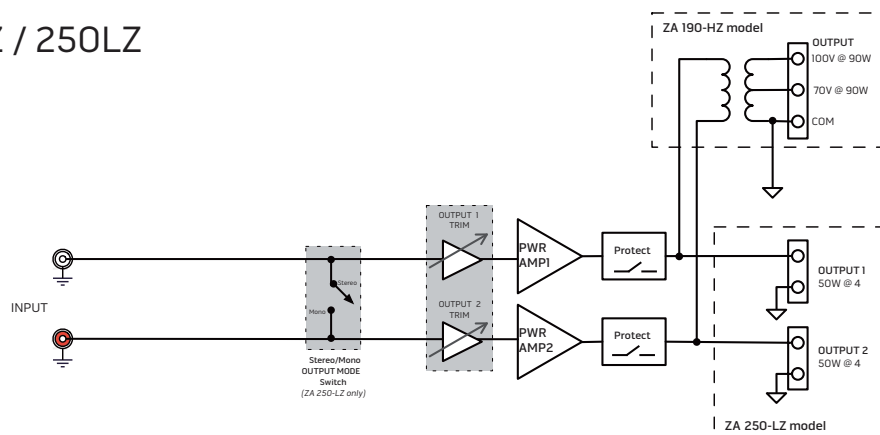 Z / 250LZ
ZA 190-HZ model
OUTPUT
100V @ 90W
70V @ 90W
COM
OUTPUT 1
TRIM
PWR
AMP1
Protect
Stereo
Mono
INPUT
OUTPUT 1
50W @ 4
OUTPUT 2
TRIM
PWR
AMP2
Protect
OUTPUT 2
50W @ 4
Stereo/Mono
OUTPUT MODE
Switch
(ZA 250-LZ only)
ZA 250-LZ model